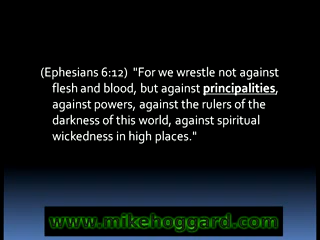 (Ephesians 6:12)  "For we wrestle not against
flesh and blood, but against principalities,
against powers, against the rulers of the
darkness of this world, against spiritual
wickedness in high places."
www.mikehoggard.com